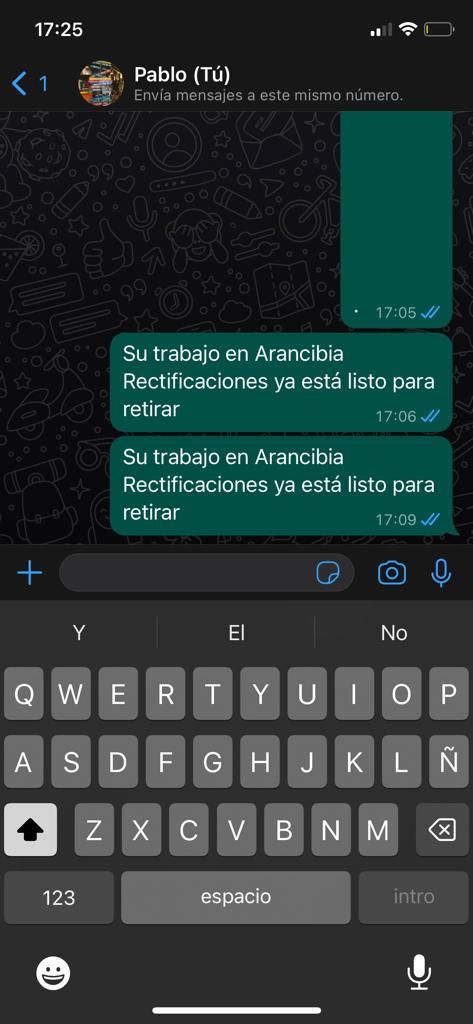 17:25
1
Pablo (Tú)
Envía mensajes a este mismo número.
.
17:05
Su trabajo en Arancibia
Rectificaciones ya está listo para
retirar
17:06
Su trabajo en Arancibia
Rectificaciones ya está listo para
retirar
17:09
Y El No
Q W E R T Y U I O P
A S D F G H J K L Ñ
Z X C V B N M
123 espacio intro